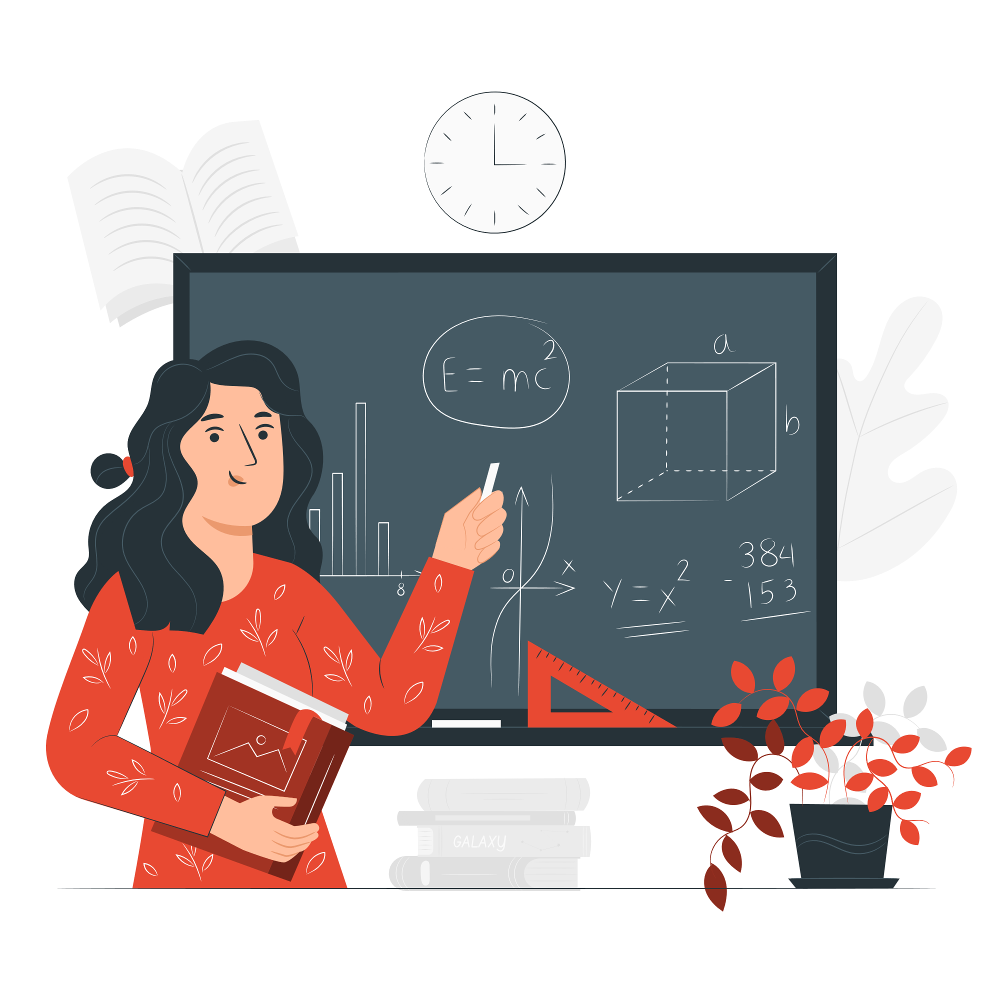 E = mc²
a
b
8
0
x
Y = x²
- 384
153
GALAXY